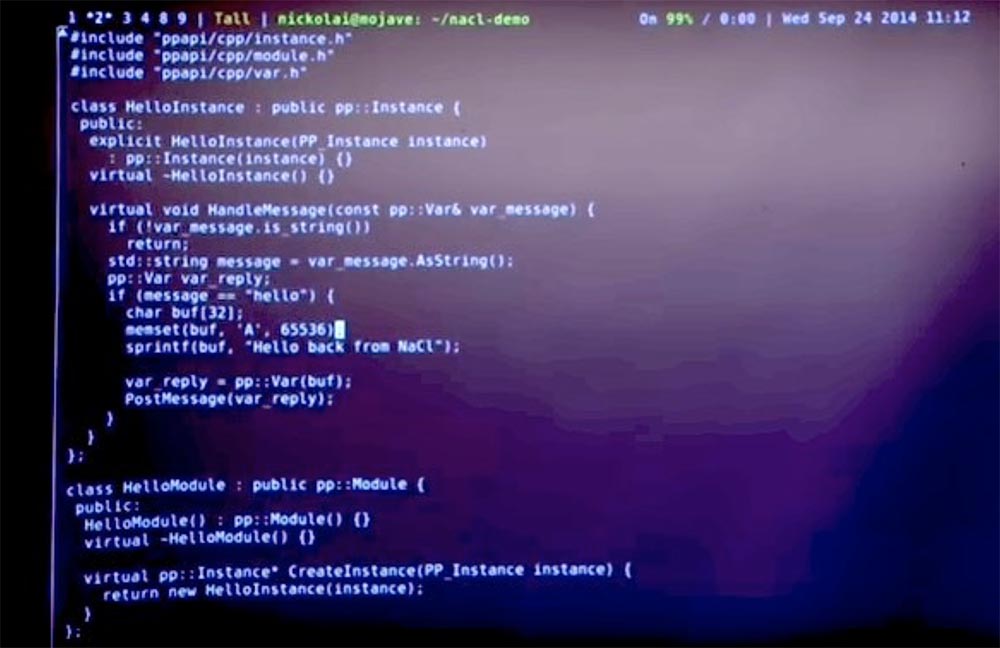 1 *2* 3 4 8 9 | Tall | nickolai@mojave: ~/nacl-demo On 99% / 0:00 | Wed Sep 24 2014 11:12
#include "ppapi/cpp/instance.h"
#include "ppapi/cpp/module.h"
#include "ppapi/cpp/var.h"
class HelloInstance : public pp::Instance {
public:
explicit HelloInstance(PP_Instance instance)
: pp::Instance(instance) {}
virtual ~HelloInstance() {}
virtual void HandleMessage(const pp::Var& var_message) {
if (!var_message.is_string())
return;
std::string message = var_message.AsString();
pp::Var var_reply;
if (message == "hello") {
char buf[32];
memset(buf, 'A', 65536);
sprintf(buf, "Hello back from NaCl");
var_reply = pp::Var(buf);
PostMessage(var_reply);
}
}
};
class HelloModule : public pp::Module {
public:
HelloModule() : pp::Module() {}
virtual ~HelloModule() {}
virtual pp::Instance* CreateInstance(PP_Instance instance) {
return new HelloInstance(instance);
}
};